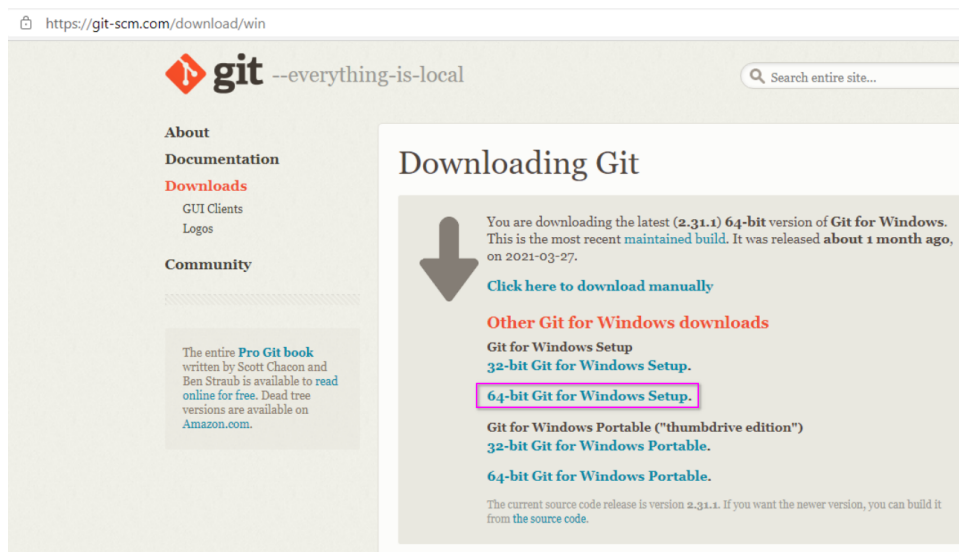 https://git-scm.com/download/win
git --everything-is-local
Search entire site...
About
Documentation
Downloads
GUI Clients
Logos
Community
The entire Pro Git book
written by Scott Chacon and
Ben Straub is available to read
online for free. Dead tree
versions are available on
Amazon.com.
Downloading Git
You are downloading the latest (2.31.1) 64-bit version of Git for Windows.
This is the most recent maintained build. It was released about 1 month ago,
on 2021-03-27.
Click here to download manually
Other Git for Windows downloads
Git for Windows Setup
32-bit Git for Windows Setup.
64-bit Git for Windows Setup.
Git for Windows Portable ("thumbdrive edition")
32-bit Git for Windows Portable.
64-bit Git for Windows Portable.
The current source code release is version 2.31.1. If you want the newer version, you can build it
from the source code.